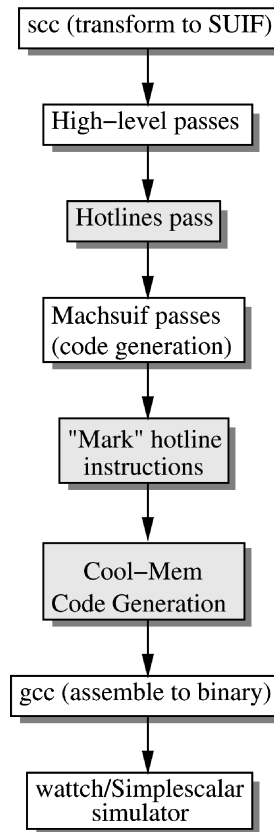 scc (transform to SUIF)
High−level passes
Hotlines pass
Machsuif passes
(code generation)
"Mark" hotline
instructions
Cool−Mem
Code Generation
gcc (assemble to binary)
wattch/Simplescalar
simulator